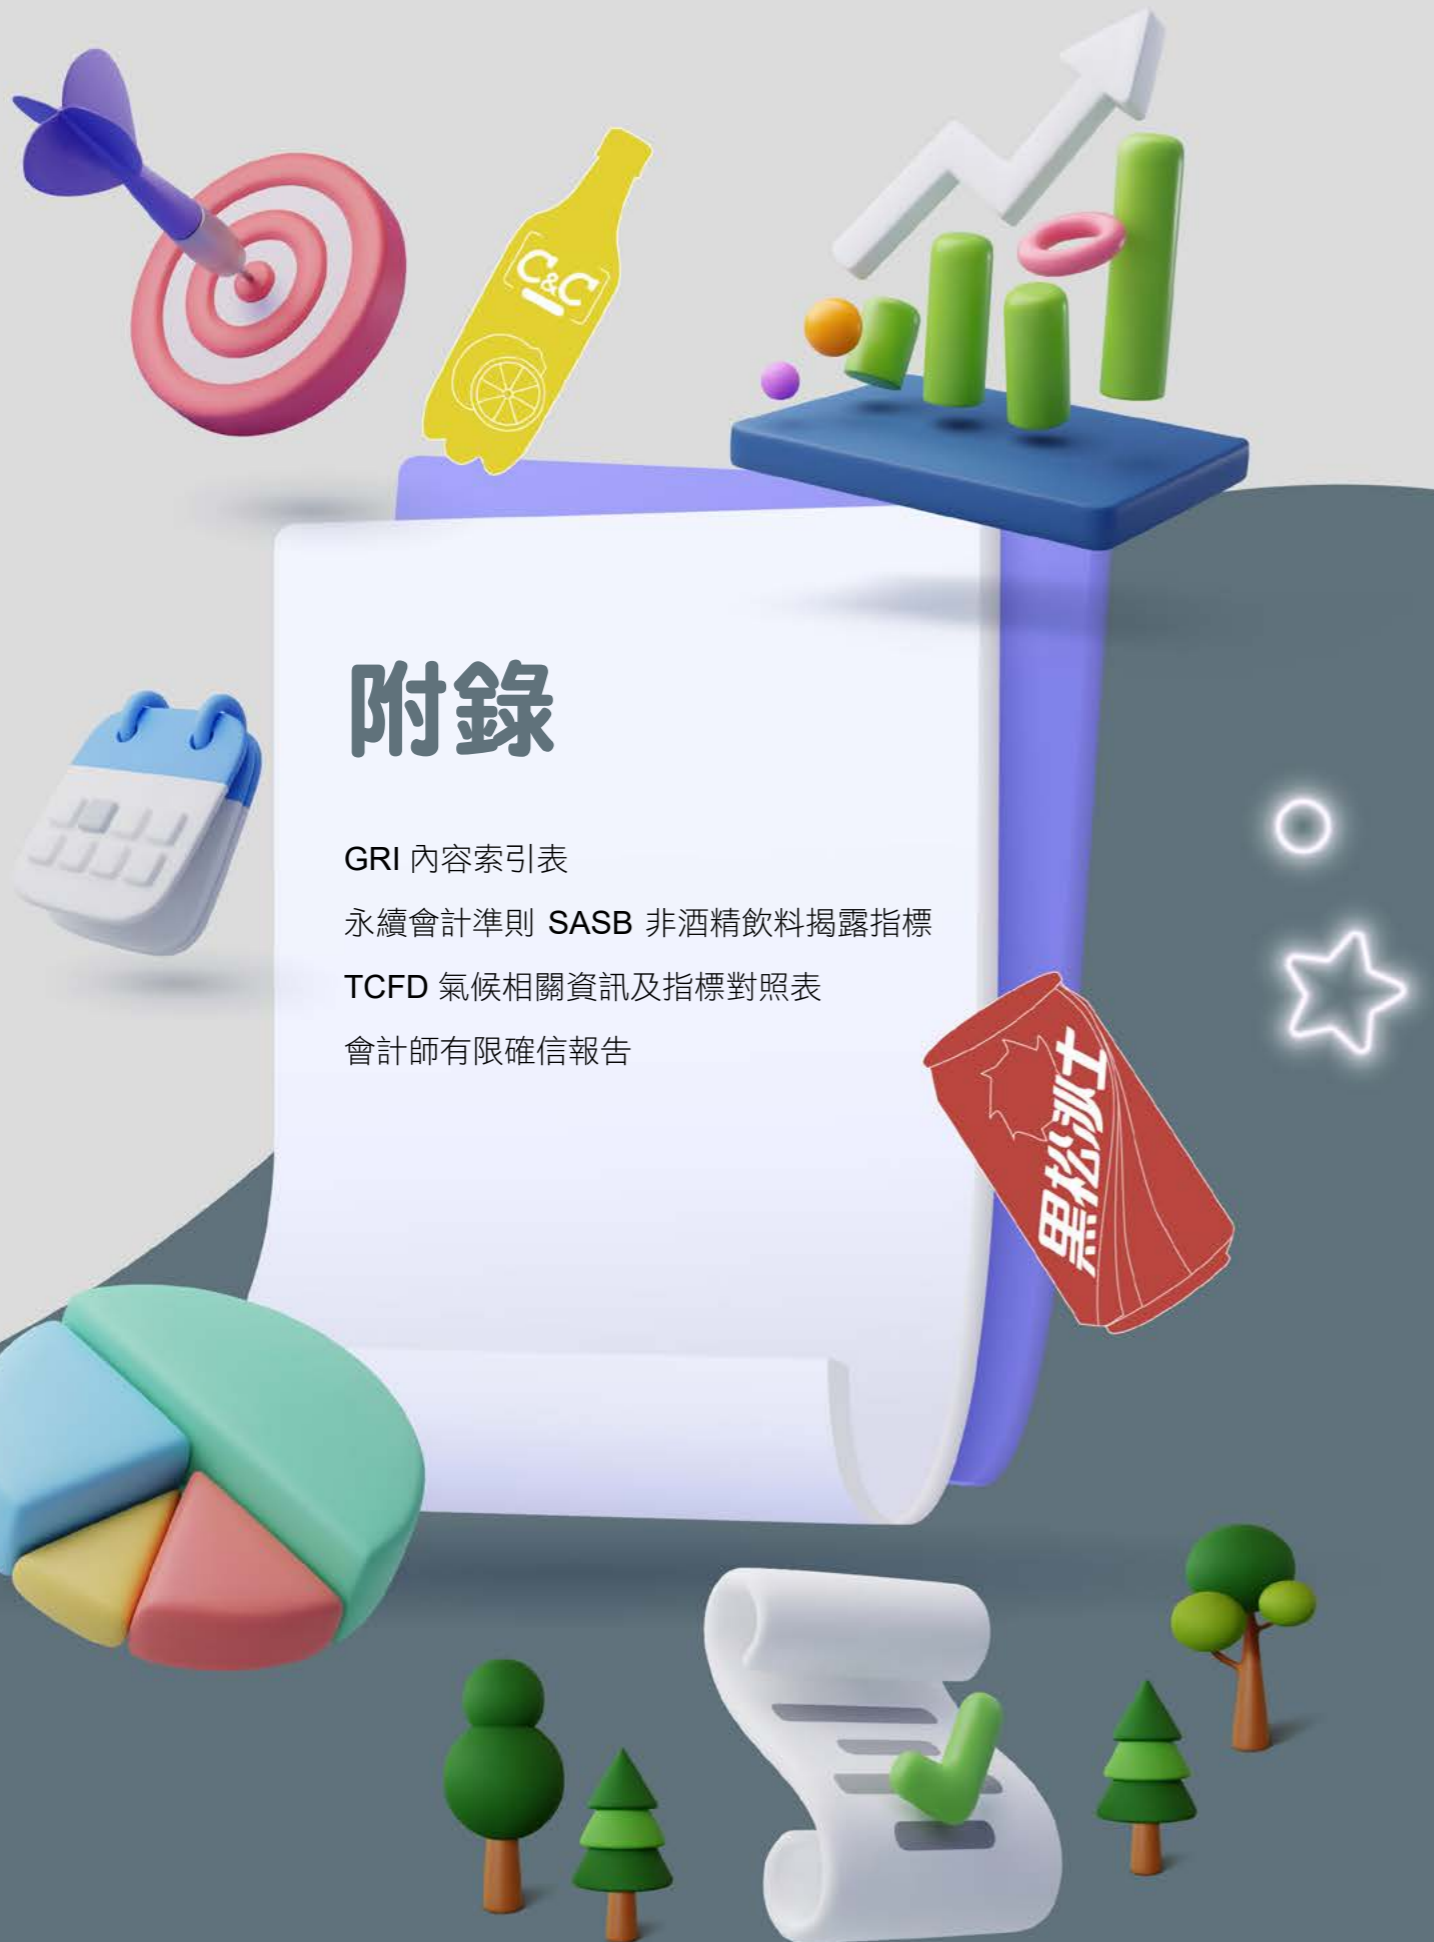 C&C
附錄
GRI 內容索引表
永續會計準則 SASB 非酒精飲料揭露指標
TCFD 氣候相關資訊及指標對照表
會計師有限確信報告
黑松沙士